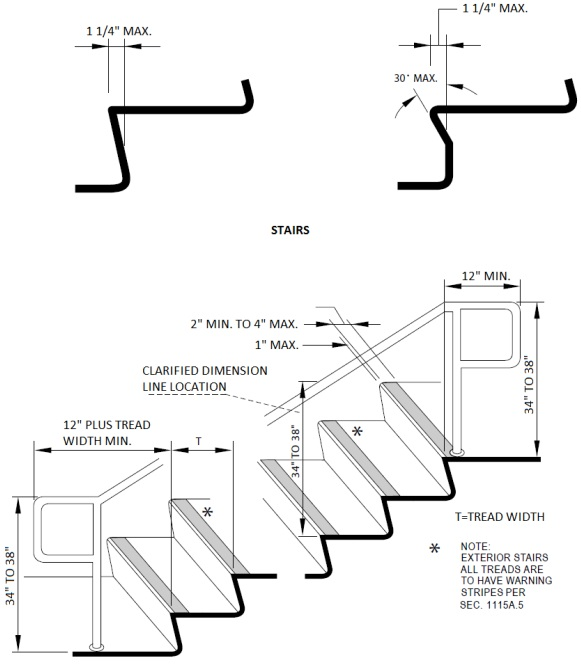 1 1/4" MAX.
1 1/4" MAX.
30° MAX.
STAIRS
12" MIN.
2" MIN. TO 4" MAX.
1" MAX.
CLARIFIED DIMENSION
LINE LOCATION
12" PLUS TREAD
WIDTH MIN.
T
34" TO 38"
34" TO 38"
34" TO 38"
*
*
T=TREAD WIDTH
* NOTE:
EXTERIOR STAIRS
ALL TREADS ARE
TO HAVE WARNING
STRIPES PER
SEC. 1115A.5